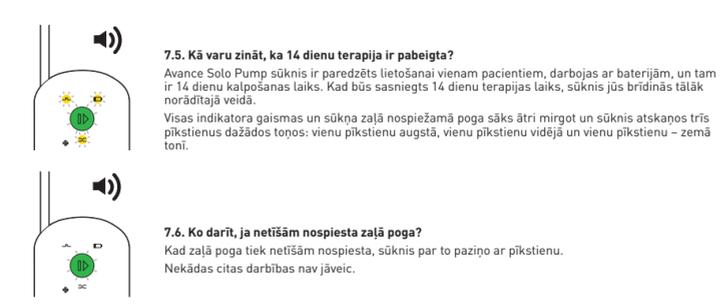 7.5. Kā varu zināt, ka 14 dienu terapija ir pabeigta?
Avance Solo Pump sūknis ir paredzēts lietošanai vienam pacientiem, darbojas ar baterijām, un tam
ir 14 dienu kalpošanas laiks. Kad būs sasniegts 14 dienu terapijas laiks, sūknis jūs brīdinās tālāk
norādītajā veidā.
Visas indikatora gaismas un sūkņa zaļā nospiežamā poga sāks ātri mirgot un sūknis atskaņos trīs
pīkstienus dažādos toņos: vienu pīkstienu augstā, vienu pīkstienu vidējā un vienu pīkstienu – zemā
tonī.
7.6. Ko darīt, ja netīšām nospiesta zaļā poga?
Kad zaļā poga tiek netīšām nospiesta, sūknis par to paziņo ar pīkstienu.
Nekādas citas darbības nav jāveic.